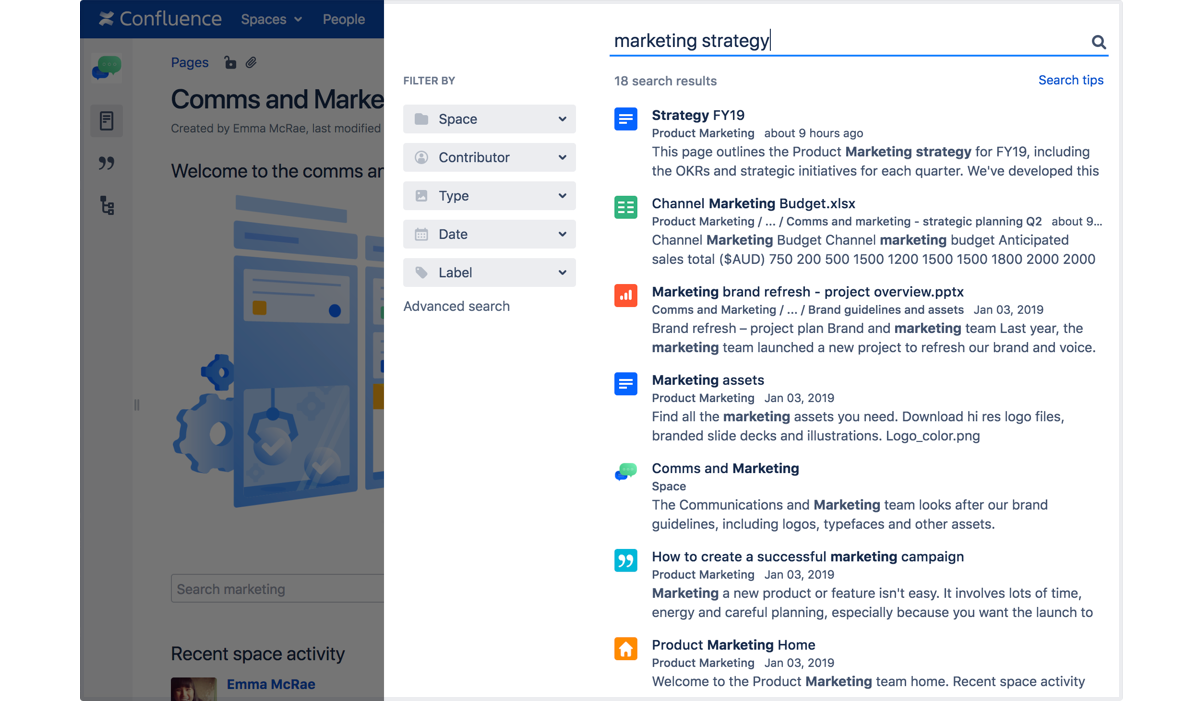 Confluence Spaces People
Pages
Comms and Marke
Created by Emma McRae, last modified
Welcome to the comms an
Search marketing
Recent space activity
Emma McRae
marketing strategy
FILTER BY
Space
Contributor
Type
Date
Label
Advanced search
18 search results Search tips
Strategy FY19
Product Marketing about 9 hours ago
This page outlines the Product Marketing strategy for FY19, including
the OKRs and strategic initiatives for each quarter. We've developed this
Channel Marketing Budget.xlsx
Product Marketing / ... / Comms and marketing - strategic planning Q2 about 9...
Channel Marketing Budget Channel marketing budget Anticipated
sales total ($AUD) 750 200 500 1500 1200 1500 1500 1800 2000 2000
Marketing brand refresh - project overview.pptx
Comms and Marketing / ... / Brand guidelines and assets Jan 03, 2019
Brand refresh – project plan Brand and marketing team Last year, the
marketing team launched a new project to refresh our brand and voice.
Marketing assets
Product Marketing Jan 03, 2019
Find all the marketing assets you need. Download hi res logo files,
branded slide decks and illustrations. Logo_color.png
Comms and Marketing
Space
The Communications and Marketing team looks after our brand
guidelines, including logos, typefaces and other assets.
How to create a successful marketing campaign
Product Marketing Jan 03, 2019
Marketing a new product or feature isn't easy. It involves lots of time,
energy and careful planning, especially because you want the launch to
Product Marketing Home
Product Marketing Jan 03, 2019
Welcome to the Product Marketing team home. Recent space activity